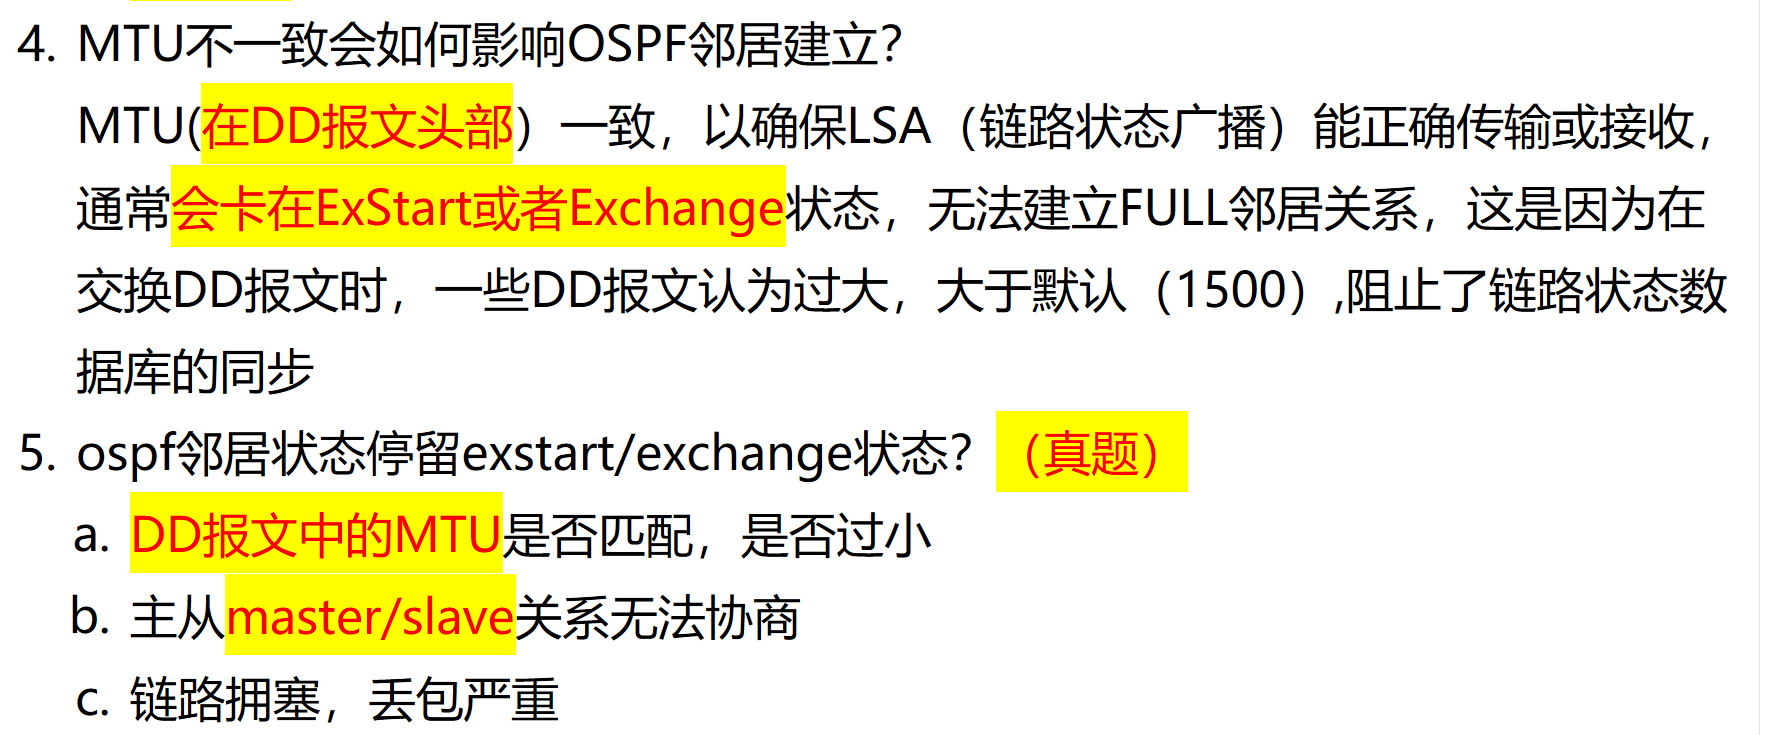 4. MTU不一致会如何影响OSPF邻居建立?
MTU(在DD报文头部）一致，以确保LSA（链路状态广播）能正确传输或接收，
通常会卡在ExStart或者Exchange状态，无法建立FULL邻居关系，这是因为在
交换DD报文时，一些DD报文认为过大，大于默认（1500）,阻止了链路状态数
据库的同步
5. ospf邻居状态停留exstart/exchange状态？（真题）
a. DD报文中的MTU是否匹配，是否过小
b. 主从master/slave关系无法协商
c. 链路拥塞，丢包严重